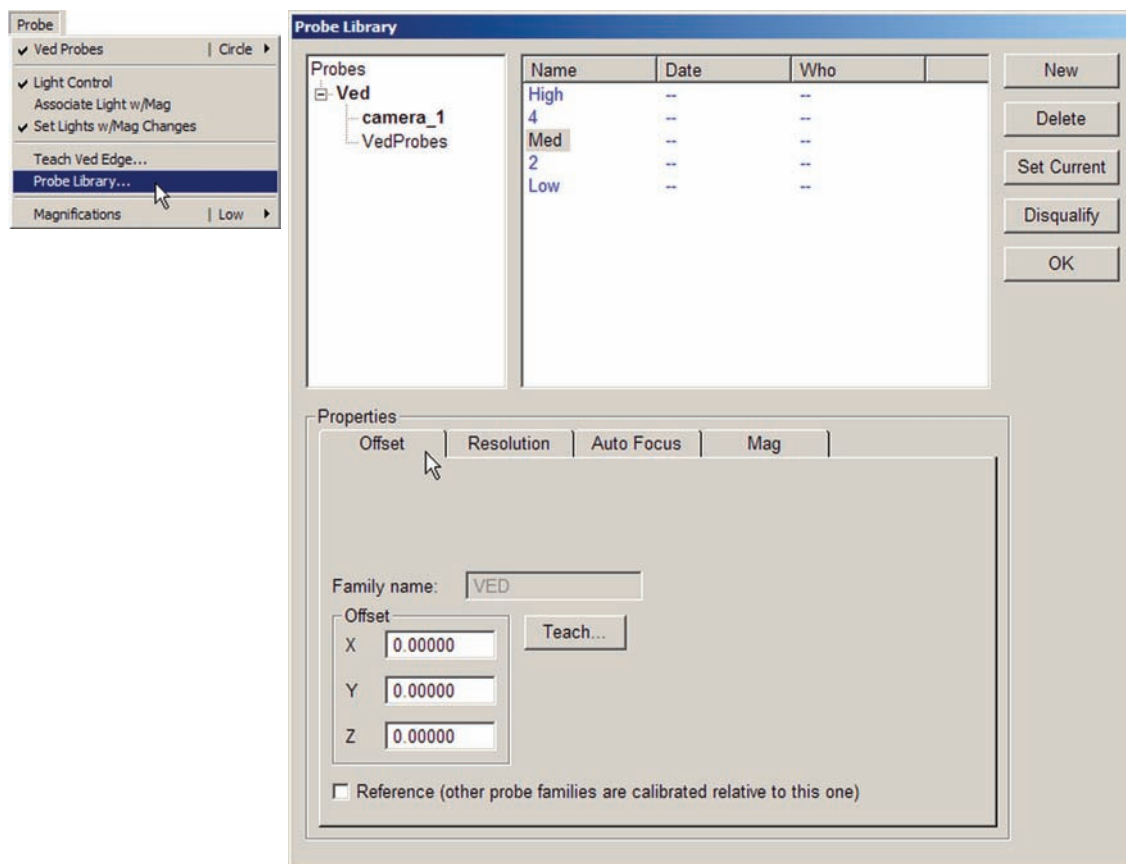 Probe
✓ Ved Probes | Circle ▶
✓ Light Control
Associate Light w/Mag
✓ Set Lights w/Mag Changes
Teach Ved Edge...
Probe Library...
Magnifications | Low ▶
Probe Library
Probes
Ved
camera_1
VedProbes
Name Date Who
High -- --
4 -- --
Med -- --
2 -- --
Low -- --
New
Delete
Set Current
Disqualify
OK
Properties
Offset Resolution Auto Focus Mag
Family name: VED
Offset
X 0.00000
Teach...
Y 0.00000
Z 0.00000
Reference (other probe families are calibrated relative to this one)